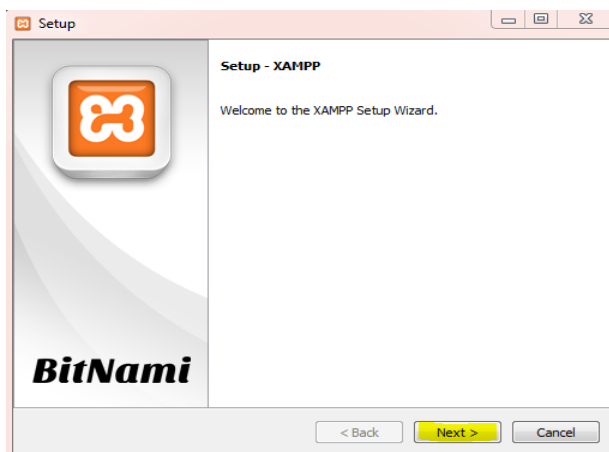 Setup
Setup - XAMPP
Welcome to the XAMPP Setup Wizard.
BitNami
< Back
Next >
Cancel